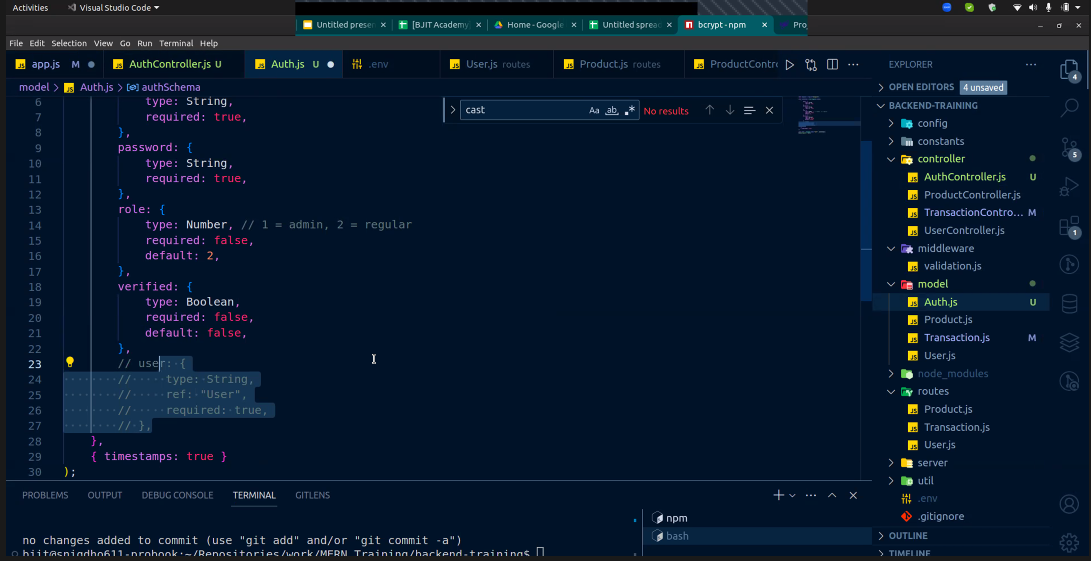 Activities
Visual Studio Code
Untitled preser
[BJIT Academy]
Home - Google
Untitled spread
bcrypt - npm
Pro
File Edit Selection View Go Run Terminal Help
app.js M
AuthController.js U
Auth.js U
.env
User.js routes
Product.js routes
ProductContr
model > Auth.js > authSchema
cast
Aa
ab
No results
6 type: String,
7 required: true,
8 },
9 password: {
10 type: String,
11 required: true,
12 },
13 role: {
14 type: Number, // 1 = admin, 2 = regular
15 required: false,
16 default: 2,
17 },
18 verified: {
19 type: Boolean,
20 required: false,
21 default: false,
22 },
23 // user: {
24 // type: String,
25 // ref: "User",
26 // required: true,
27 // },
28 },
29 { timestamps: true }
30 );
EXPLORER
OPEN EDITORS 4 unsaved
BACKEND-TRAINING
config
constants
controller
AuthController.js U
ProductController.js
TransactionContro... M
UserController.js
middleware
validation.js
model
Auth.js U
Product.js
Transaction.js M
User.js
node_modules
routes
Product.js
Transaction.js
User.js
server
util
.env
.gitignore
OUTLINE
TIMELINE
4
5
1
PROBLEMS OUTPUT DEBUG CONSOLE TERMINAL GITLENS
no changes added to commit (use "git add" and/or "git commit -a")
bjit@snigdho611-probook:~/Repositories/work/MERN Training/backend-training$
npm
bash